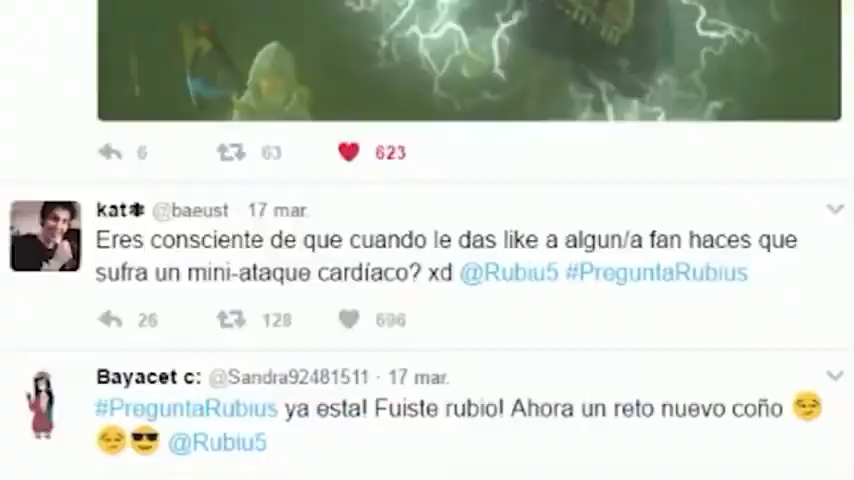 6 63 623
kat✱ @baeust · 17 mar.
Eres consciente de que cuando le das like a algun/a fan haces que
sufra un mini-ataque cardíaco? xd @Rubiu5 #PreguntaRubius
26 128 696
Bayacet c: @Sandra92481511 · 17 mar.
#PreguntaRubius ya esta! Fuiste rubio! Ahora un reto nuevo coño 😏
😏😎 @Rubiu5